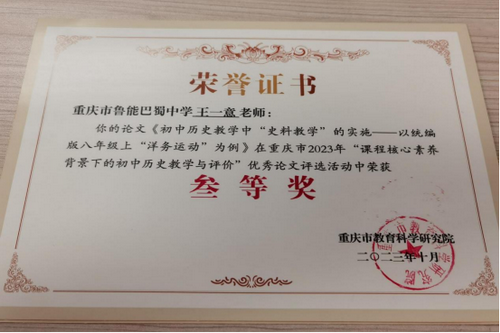 荣誉证书
重庆市鲁能巴蜀中学王一意老师：
你的论文《初中历史教学中“史料教学”的实施——以统编
版八年级上“洋务运动”为例》在重庆市2023年“课程核心素养
背景下的初中历史教学与评价”优秀论文评选活动中荣获
叁等奖
重庆市教育科学研究院
二〇二三年十月